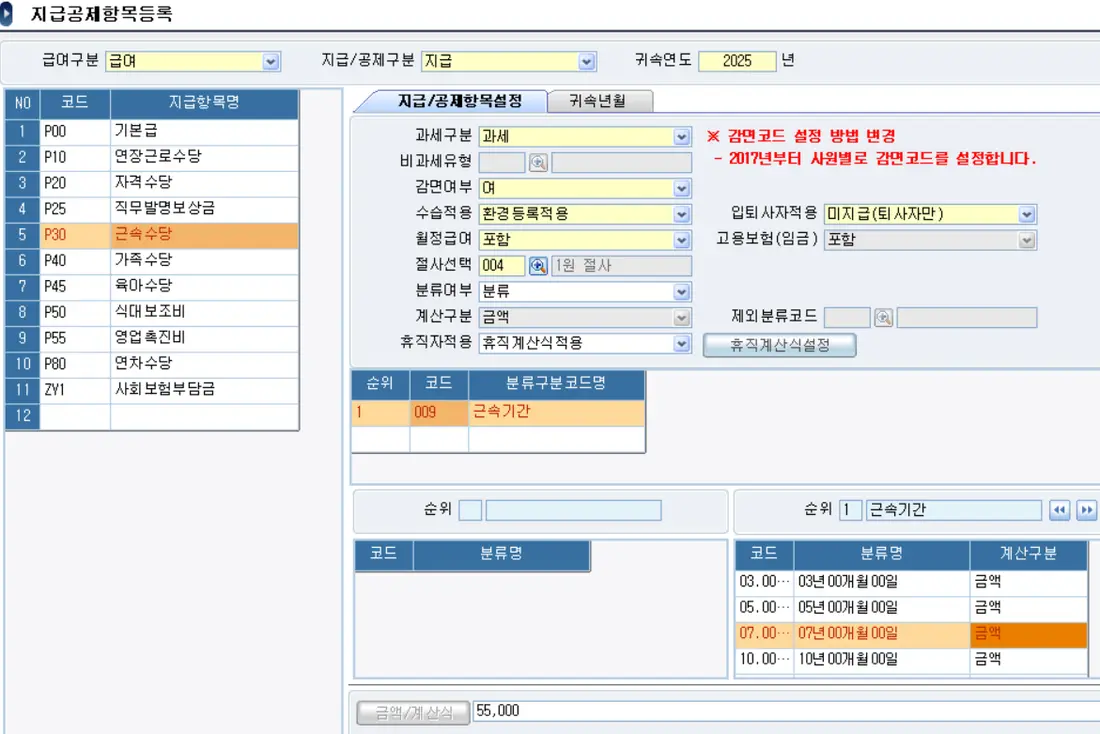 지급공제항목등록
급여구분 급여 지급/공제구분 지급 귀속연도 2025 년
NO 코드 지급항목명
1 P00 기본급
2 P10 연장근로수당
3 P20 자격수당
4 P25 직무발명보상금
5 P30 근속수당
6 P40 가족수당
7 P45 육아수당
8 P50 식대보조비
9 P55 영업촉진비
10 P80 연차수당
11 ZY1 사회보험부담금
12
지급/공제항목설정 귀속년월
과세구분 과세 ※ 감면코드 설정 방법 변경
비과세유형 - 2017년부터 사원별로 감면코드를 설정합니다.
감면여부 여
수습적용 환경등록적용 입퇴사자적용 미지급(퇴사자만)
월정급여 포함 고용보험(임금) 포함
절사선택 004 1원 절사
분류여부 분류
계산구분 금액 제외분류코드
휴직자적용 휴직계산식적용 휴직계산식설정
순위 코드 분류구분코드명
1 009 근속기간
순위
코드 분류명
순위 1 근속기간
코드 분류명 계산구분
03.00… 03년00개월00일 금액
05.00… 05년00개월00일 금액
07.00… 07년00개월00일 금액
10.00… 10년00개월00일 금액
금액/계산식 55,000